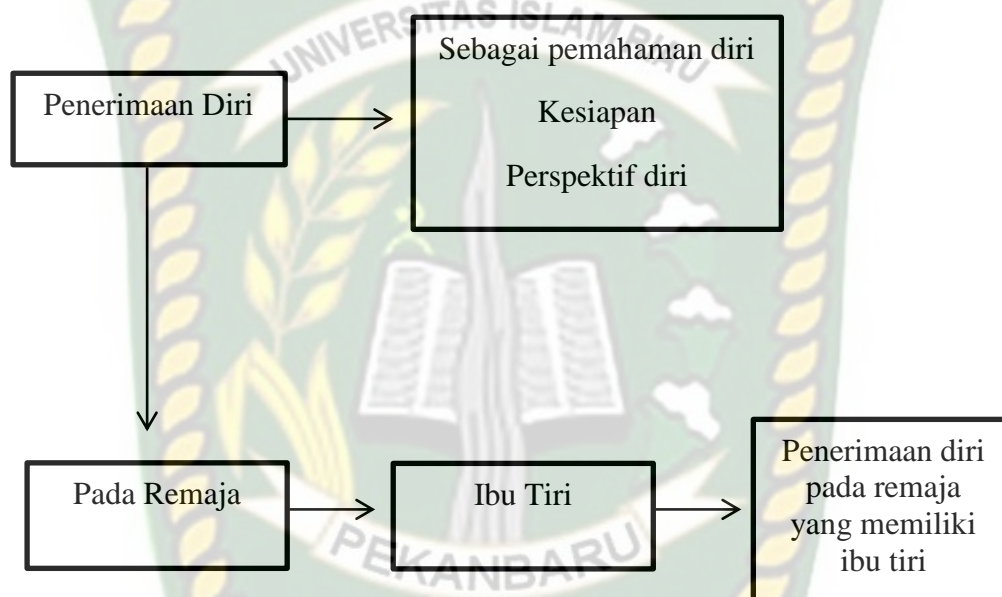 UNIVERSITAS ISLAM RIAU
Penerimaan Diri
Sebagai pemahaman diri
Kesiapan
Perspektif diri
Pada Remaja
Ibu Tiri
Penerimaan diri
pada remaja
yang memiliki
ibu tiri
PEKANBARU